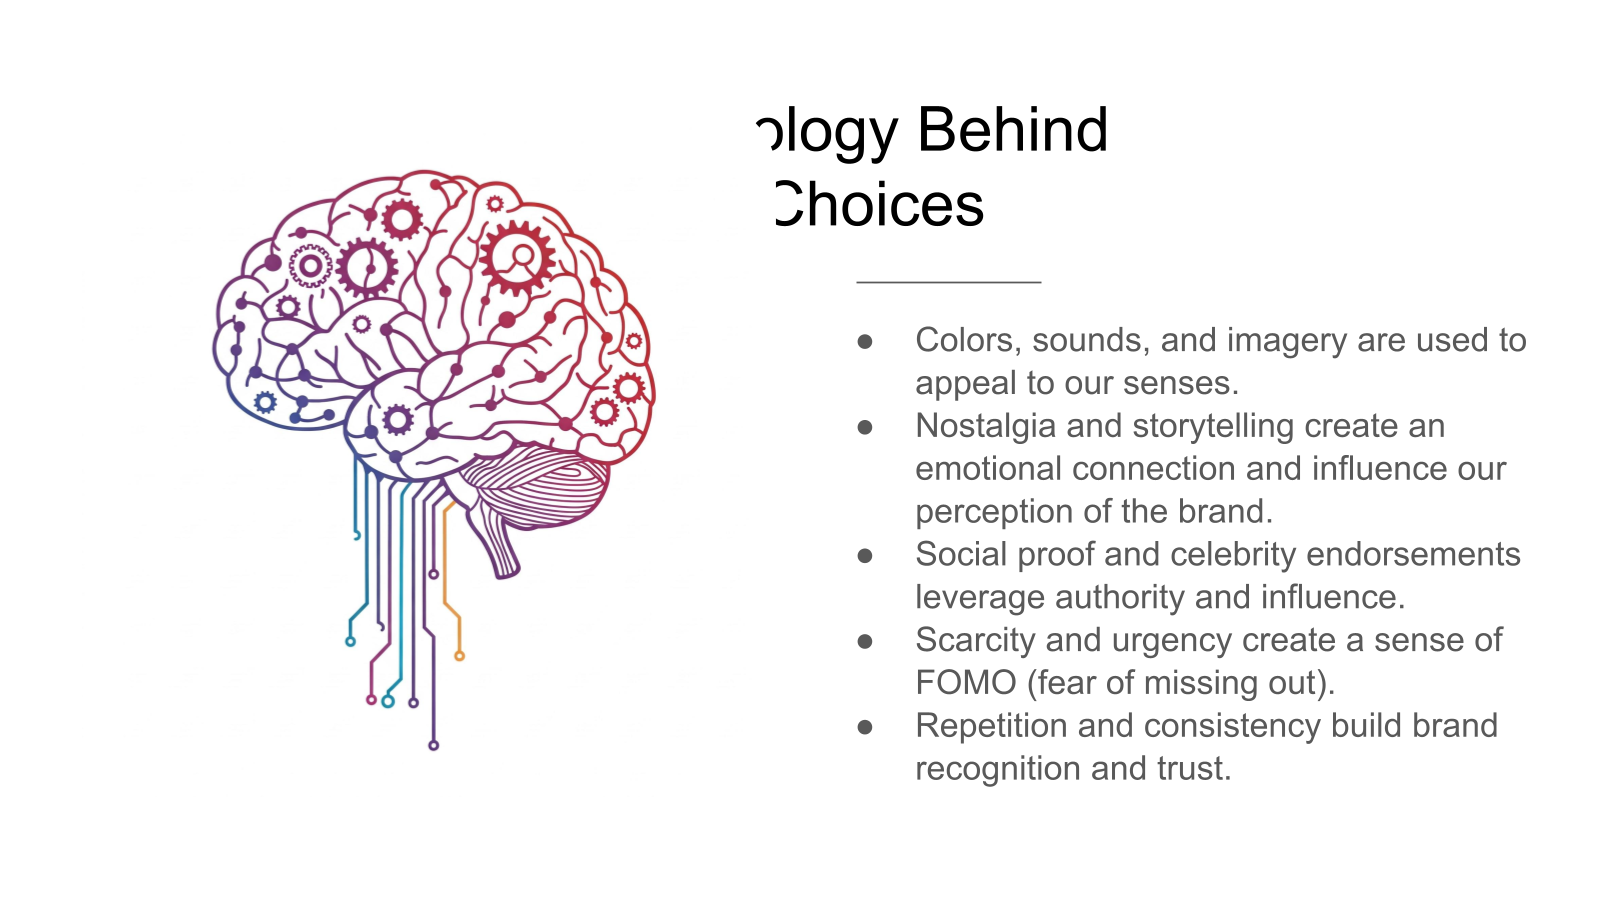 ology Behind
Choices
● Colors, sounds, and imagery are used to
appeal to our senses.
● Nostalgia and storytelling create an
emotional connection and influence our
perception of the brand.
● Social proof and celebrity endorsements
leverage authority and influence.
● Scarcity and urgency create a sense of
FOMO (fear of missing out).
● Repetition and consistency build brand
recognition and trust.